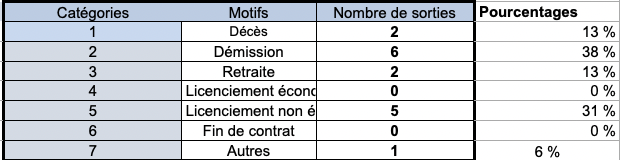 Catégories Motifs Nombre de sorties Pourcentages
1 Décès 2 13 %
2 Démission 6 38 %
3 Retraite 2 13 %
4 Licenciement écono 0 0 %
5 Licenciement non é 5 31 %
6 Fin de contrat 0 0 %
7 Autres 1 6 %